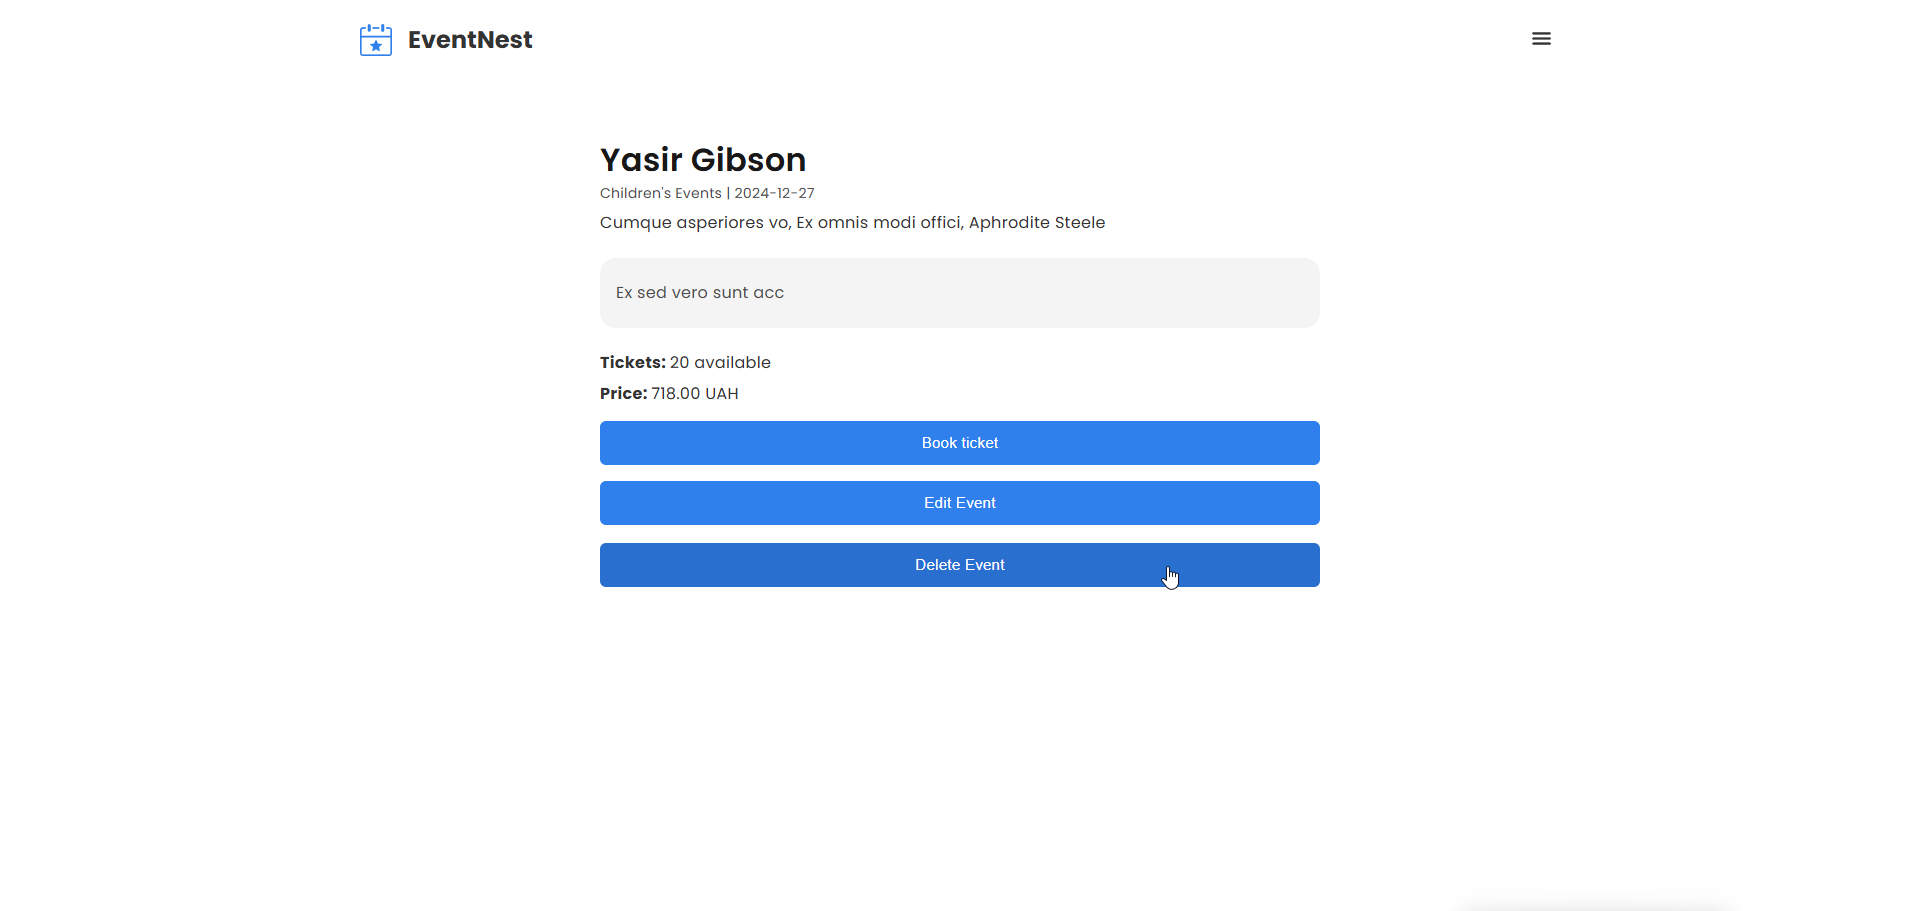 EventNest
Yasir Gibson
Children's Events | 2024-12-27
Cumque asperiores vo, Ex omnis modi offici, Aphrodite Steele
Ex sed vero sunt acc
Tickets: 20 available
Price: 718.00 UAH
Book ticket
Edit Event
Delete Event